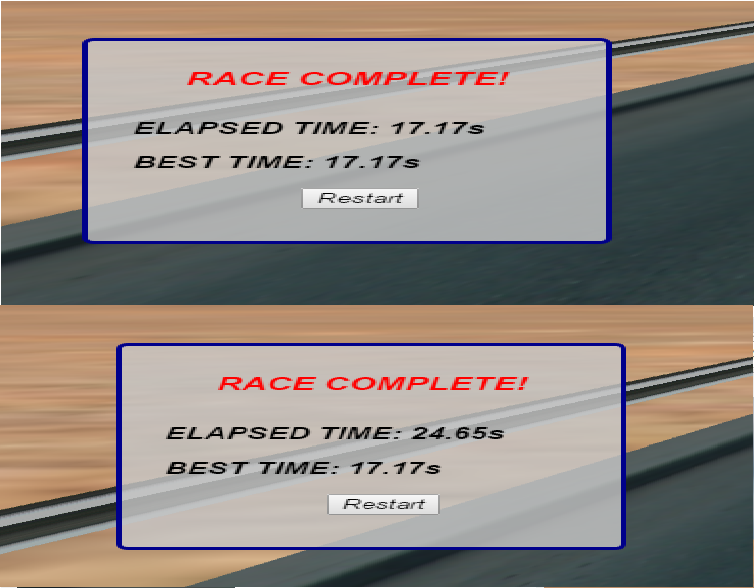 RACE COMPLETE!
ELAPSED TIME: 17.17s
BEST TIME: 17.17s
Restart
RACE COMPLETE!
ELAPSED TIME: 24.65s
BEST TIME: 17.17s
Restart